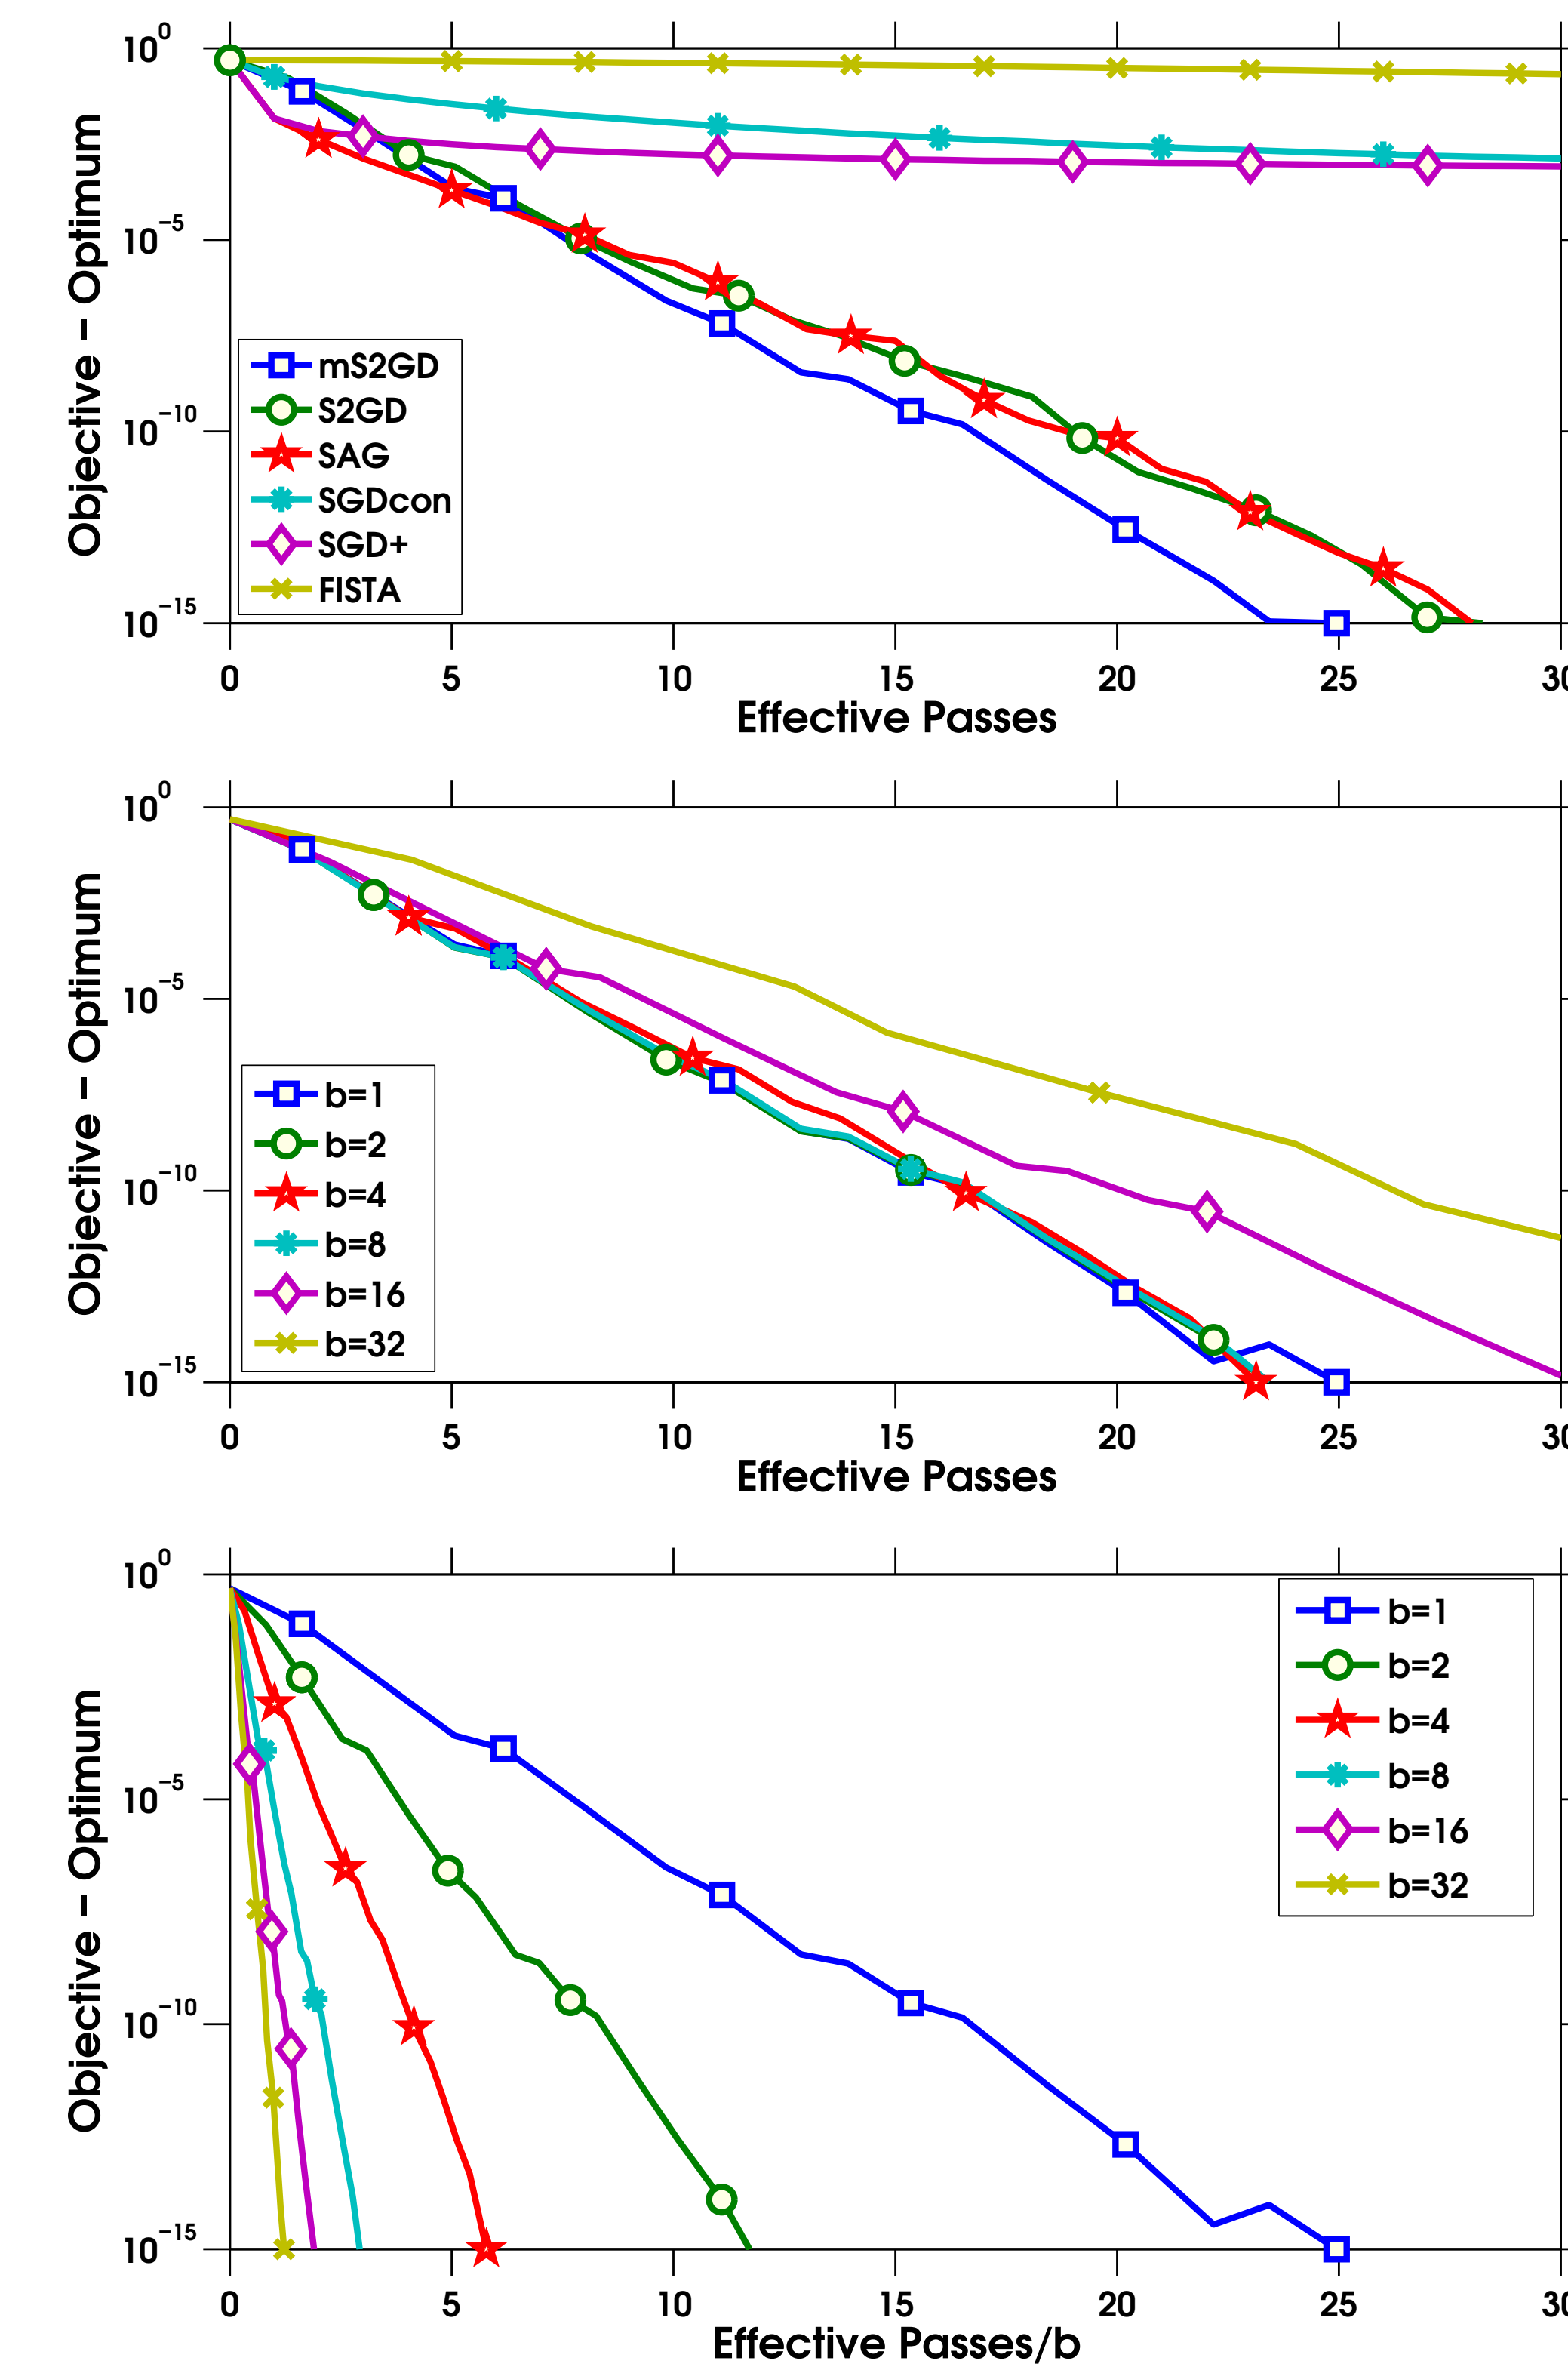 10^0
10^−5
10^−10
10^−15
Objective − Optimum
mS2GD
S2GD
SAG
SGDcon
SGD+
FISTA
0 5 10 15 20 25
Effective Passes
10^0
10^−5
10^−10
10^−15
Objective − Optimum
b=1
b=2
b=4
b=8
b=16
b=32
0 5 10 15 20 25
Effective Passes
10^0
10^−5
10^−10
10^−15
Objective − Optimum
b=1
b=2
b=4
b=8
b=16
b=32
0 5 10 15 20 25
Effective Passes/b